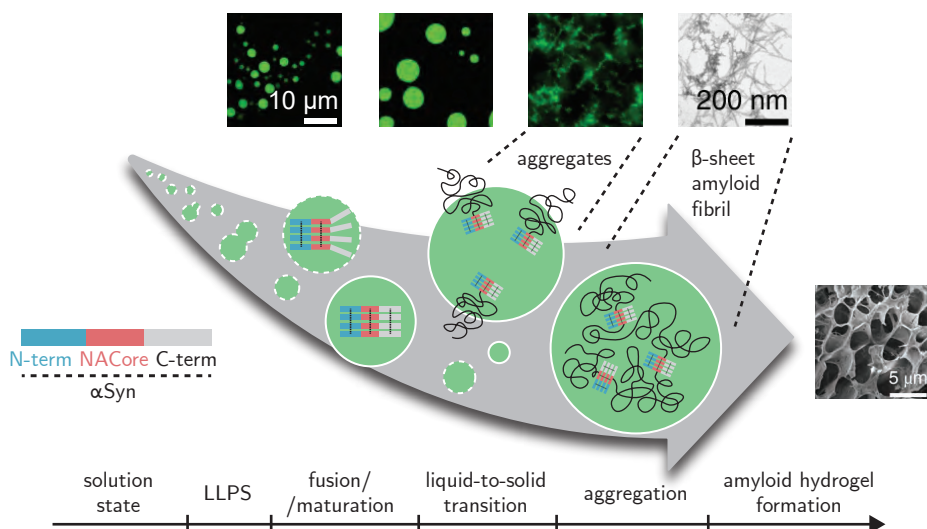 10 µm
200 nm
aggregates
β-sheet
amyloid
fibril
N-term NACore C-term
αSyn
5 µm
solution
state
LLPS
fusion/
/maturation
liquid-to-solid
transition
aggregation
amyloid hydrogel
formation